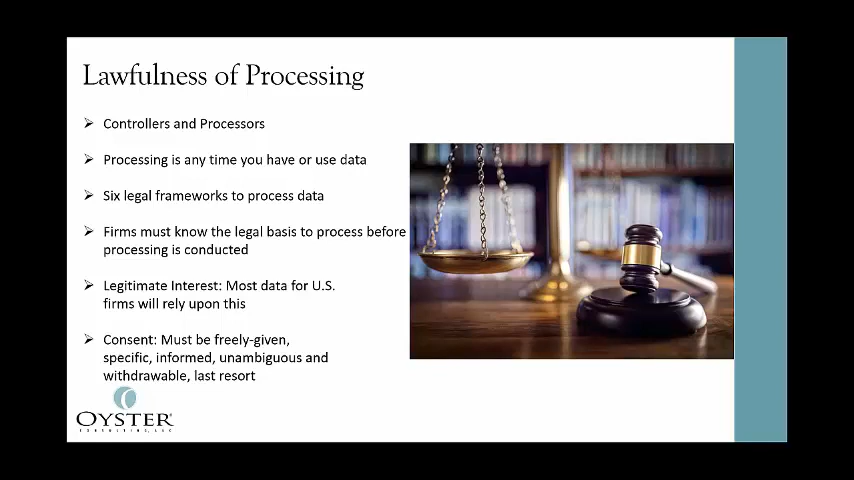 Lawfulness of Processing
➢ Controllers and Processors
➢ Processing is any time you have or use data
➢ Six legal frameworks to process data
➢ Firms must know the legal basis to process before
processing is conducted
➢ Legitimate Interest: Most data for U.S.
firms will rely upon this
➢ Consent: Must be freely-given,
specific, informed, unambiguous and
withdrawable, last resort
OYSTER
CONSULTING, LLC